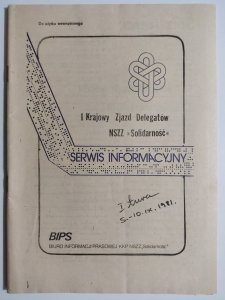 Do użytku wewnętrznego
I Krajowy Zjazd Delegatów
NSZZ »Solidarność«
SERWIS INFORMACYJNY
I tura
5.-10.IX.1981.
BIPS
BIURO INFORMACJI PRASOWEJ KKP NSZZ „Solidarność”